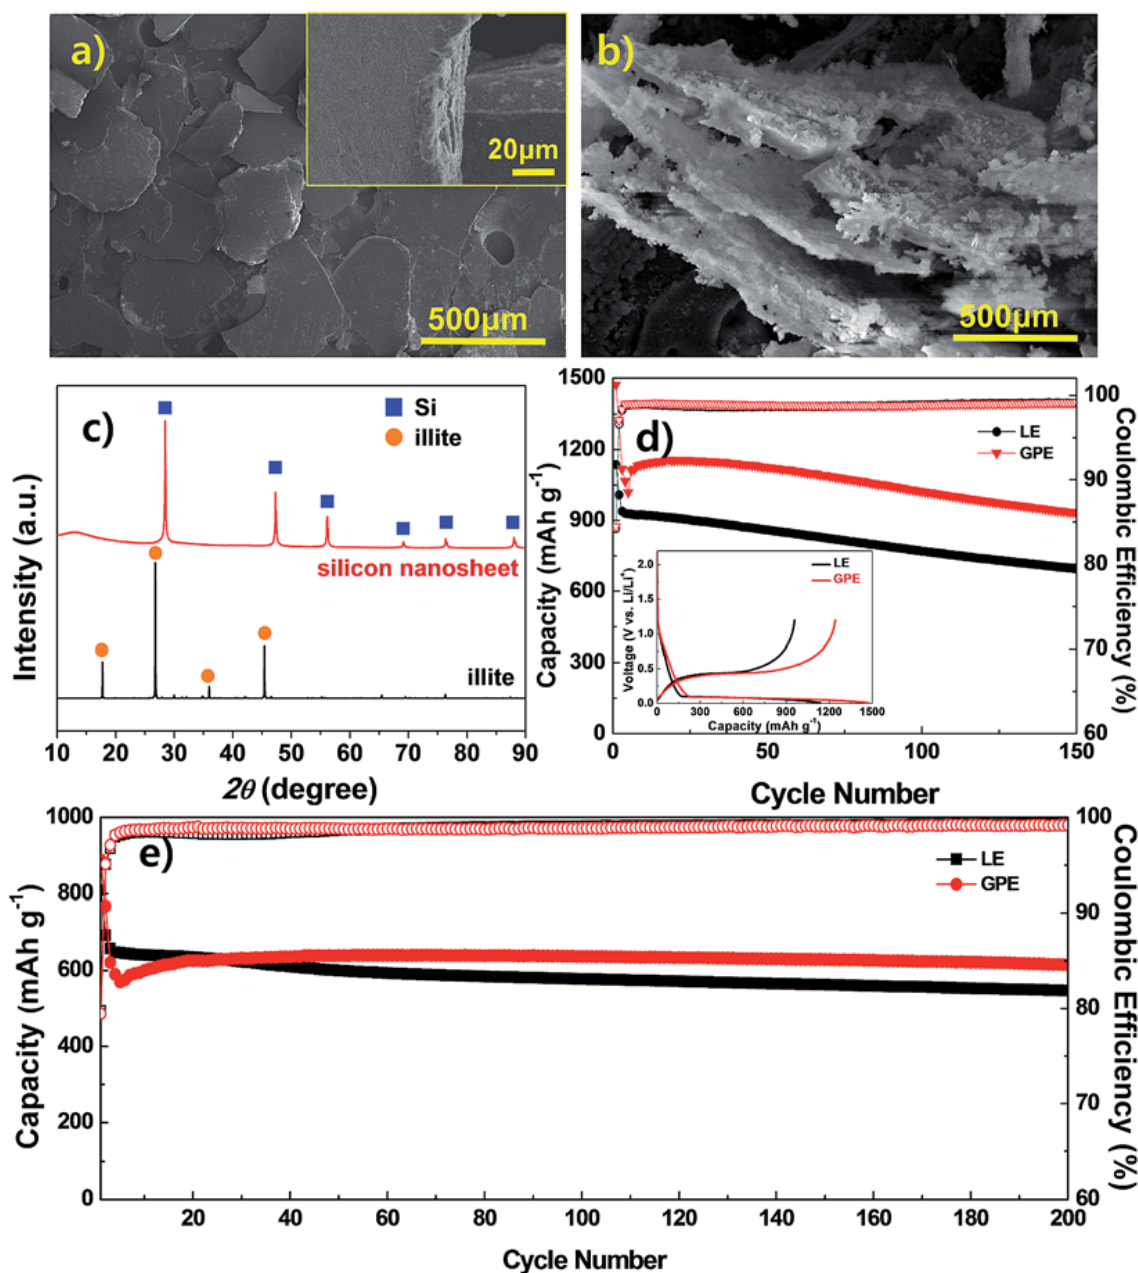 a)
20μm
500μm
b)
500μm
c)
Si
illite
silicon nanosheet
illite
Intensity (a.u.)
10 20 30 40 50 60 70 80 90
2θ (degree)
d)
LE
GPE
1500
1200
900
600
300
0
Capacity (mAh g⁻¹)
100
90
80
70
60
Coulombic Efficiency (%)
0 50 100 150
Cycle Number
LE
GPE
2.0
1.5
1.0
0.5
0.0
Voltage (V vs. Li/Li⁺)
0 300 600 900 1200 1500
Capacity (mAh g⁻¹)
e)
LE
GPE
1000
800
600
400
200
0
Capacity (mAh g⁻¹)
100
90
80
70
60
Coulombic Efficiency (%)
20 40 60 80 100 120 140 160 180 200
Cycle Number